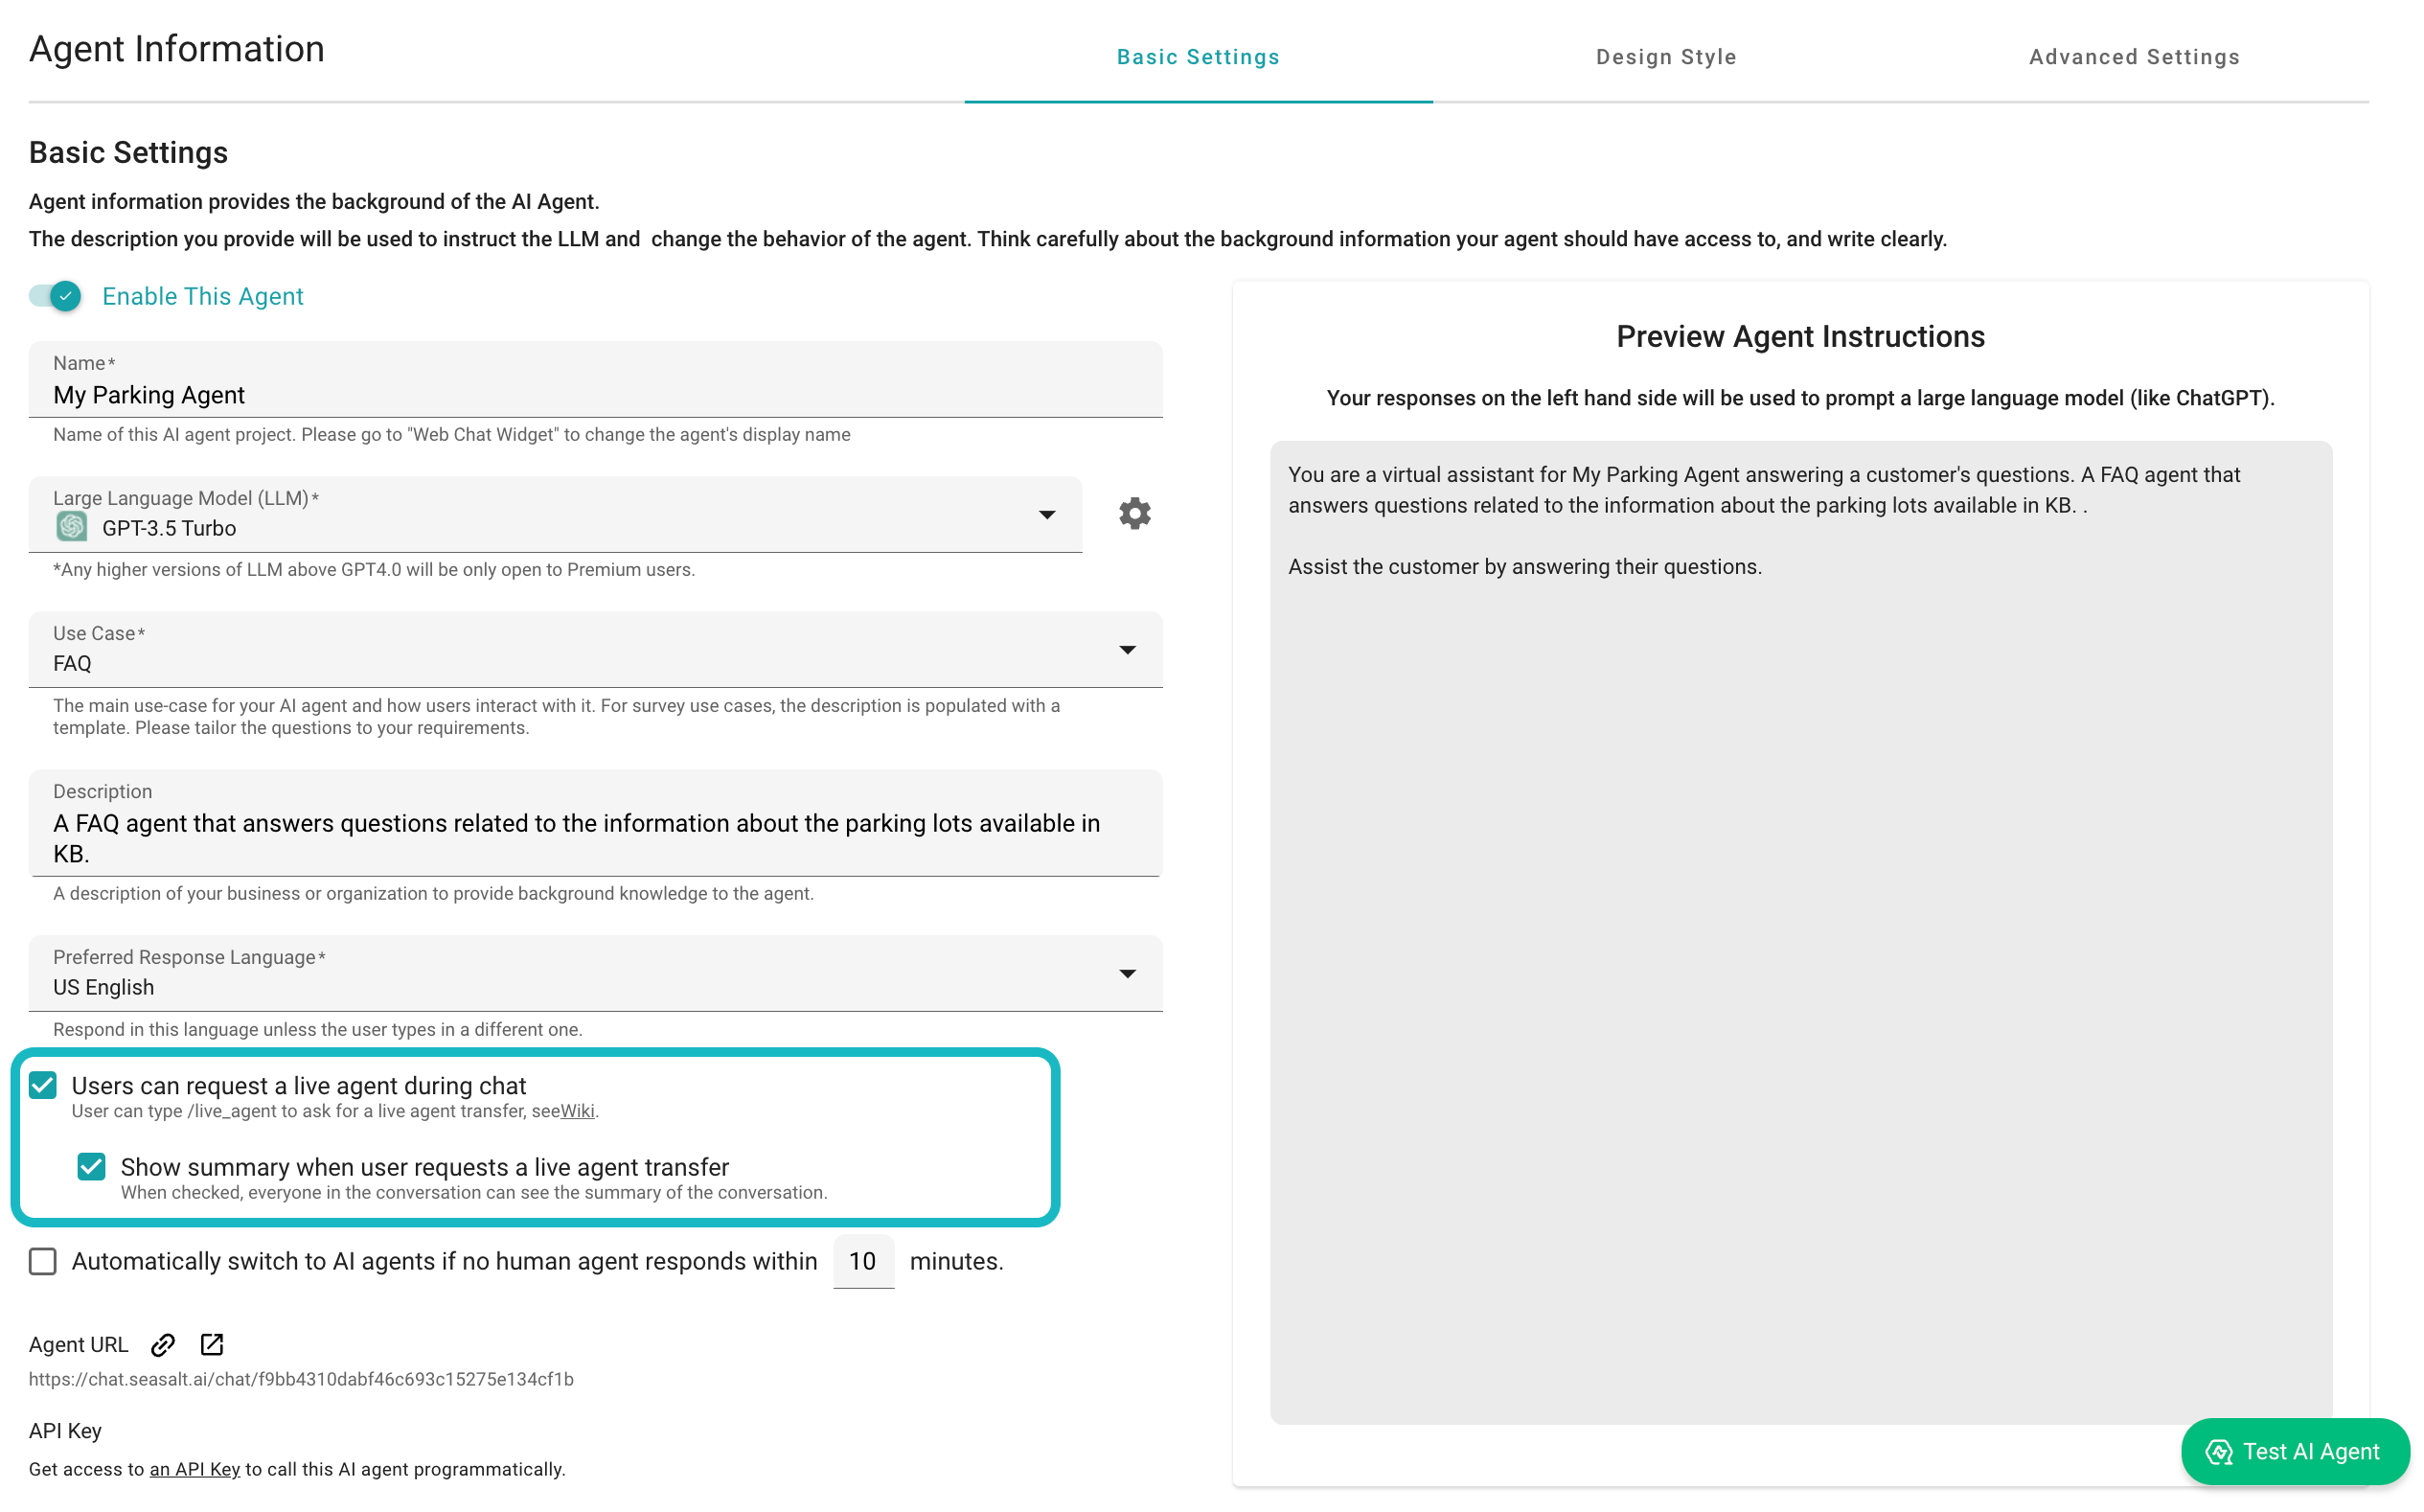 Agent Information
Basic Settings
Design Style
Advanced Settings
Basic Settings
Agent information provides the background of the AI Agent.
The description you provide will be used to instruct the LLM and  change the behavior of the agent. Think carefully about the background information your agent should have access to, and write clearly.
Enable This Agent
Name*
My Parking Agent
Name of this AI agent project. Please go to "Web Chat Widget" to change the agent's display name
Large Language Model (LLM)*
GPT-3.5 Turbo
*Any higher versions of LLM above GPT4.0 will be only open to Premium users.
Use Case*
FAQ
The main use-case for your AI agent and how users interact with it. For survey use cases, the description is populated with a
template. Please tailor the questions to your requirements.
Description
A FAQ agent that answers questions related to the information about the parking lots available in
KB.
A description of your business or organization to provide background knowledge to the agent.
Preferred Response Language*
US English
Respond in this language unless the user types in a different one.
Users can request a live agent during chat
User can type /live_agent to ask for a live agent transfer, seeWiki.
Show summary when user requests a live agent transfer
When checked, everyone in the conversation can see the summary of the conversation.
Automatically switch to AI agents if no human agent responds within 10 minutes.
Agent URL
https://chat.seasalt.ai/chat/f9bb4310dabf46c693c15275e134cf1b
API Key
Get access to an API Key to call this AI agent programmatically.
Preview Agent Instructions
Your responses on the left hand side will be used to prompt a large language model (like ChatGPT).
You are a virtual assistant for My Parking Agent answering a customer's questions. A FAQ agent that
answers questions related to the information about the parking lots available in KB. .
Assist the customer by answering their questions.
Test AI Agent